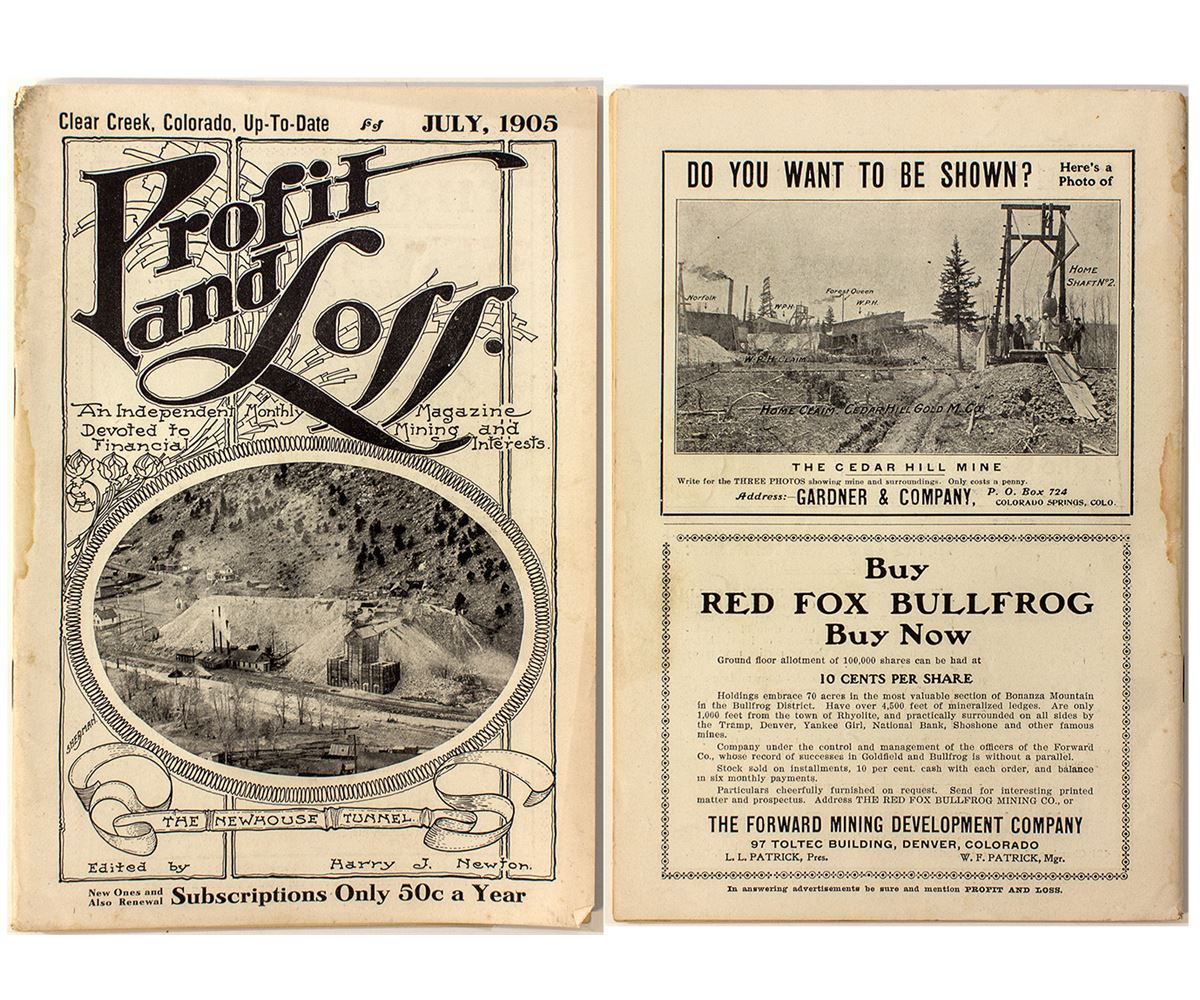 Clear Creek, Colorado, Up-To-Date
JULY, 1905
Profit
and Loss.
An Independent Monthly Magazine
Devoted to Mining and
Financial Interests.
SHERMAN
THE NEWHOUSE TUNNEL.
Edited by Harry J. Newton.
New Ones and
Also Renewal
Subscriptions Only 50c a Year
DO YOU WANT TO BE SHOWN?
Here's a
Photo of
HOME
SHAFT Nº2.
Norfolk
W.P.H.
Forest Queen
W.P.H.
W.P.H. CLAIM.
HOME CLAIM. CEDAR HILL GOLD M. Co.
THE CEDAR HILL MINE
Write for the THREE PHOTOS showing mine and surroundings. Only costs a penny.
Address:—GARDNER & COMPANY, P. O. Box 724
COLORADO SPRINGS, COLO.
Buy
RED FOX BULLFROG
Buy Now
Ground floor allotment of 100,000 shares can be had at
10 CENTS PER SHARE
Holdings embrace 70 acres in the most valuable section of Bonanza Mountain
in the Bullfrog District. Have over 4,500 feet of mineralized ledges. Are only
1,000 feet from the town of Rhyolite, and practically surrounded on all sides by
the Tramp, Denver, Yankee Girl, National Bank, Shoshone and other famous
mines.
Company under the control and management of the officers of the Forward
Co., whose record of successes in Goldfield and Bullfrog is without a parallel.
Stock sold on installments, 10 per cent. cash with each order, and balance
in six monthly payments.
Particulars cheerfully furnished on request. Send for interesting printed
matter and prospectus. Address THE RED FOX BULLFROG MINING CO., or
THE FORWARD MINING DEVELOPMENT COMPANY
97 TOLTEC BUILDING, DENVER, COLORADO
L. L. PATRICK, Pres. W. F. PATRICK, Mgr.
In answering advertisements be sure and mention PROFIT AND LOSS.